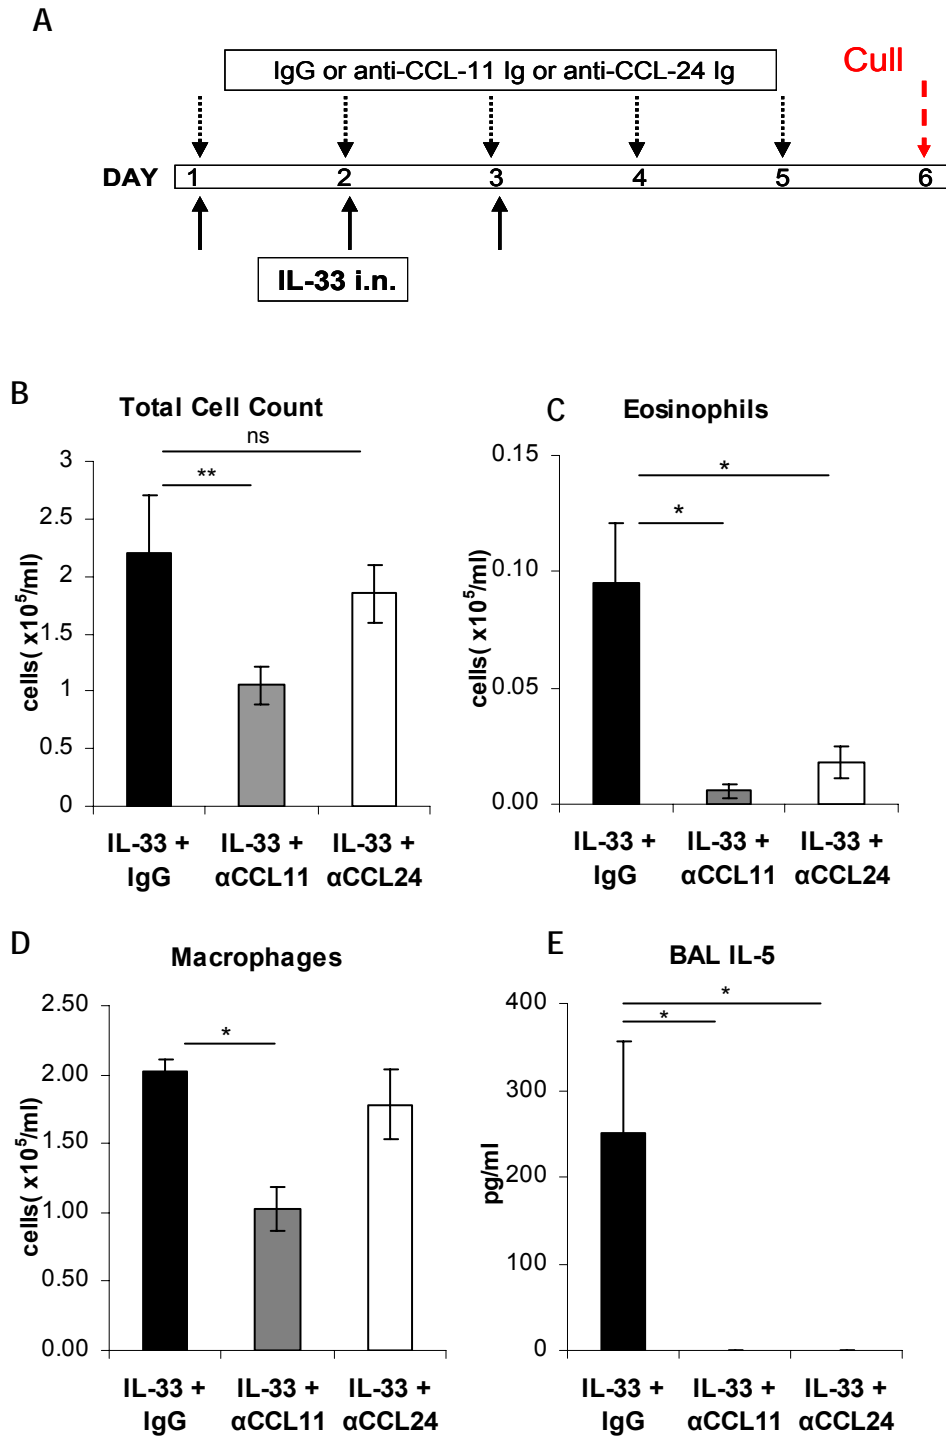 A
IgG or anti-CCL-11 Ig or anti-CCL-24 Ig
Cull
DAY 1 2 3 4 5 6
IL-33 i.n.
B
Total Cell Count
ns
**
3
2.5
2
1.5
1
0.5
0
cells( x10⁵/ml)
IL-33 + IgG
IL-33 + αCCL11
IL-33 + αCCL24
C
Eosinophils
*
*
0.15
0.10
0.05
0.00
cells( x10⁵/ml)
IL-33 + IgG
IL-33 + αCCL11
IL-33 + αCCL24
D
Macrophages
*
2.50
2.00
1.50
1.00
0.50
0.00
cells( x10⁵/ml)
IL-33 + IgG
IL-33 + αCCL11
IL-33 + αCCL24
E
BAL IL-5
*
*
400
300
200
100
0
pg/ml
IL-33 + IgG
IL-33 + αCCL11
IL-33 + αCCL24